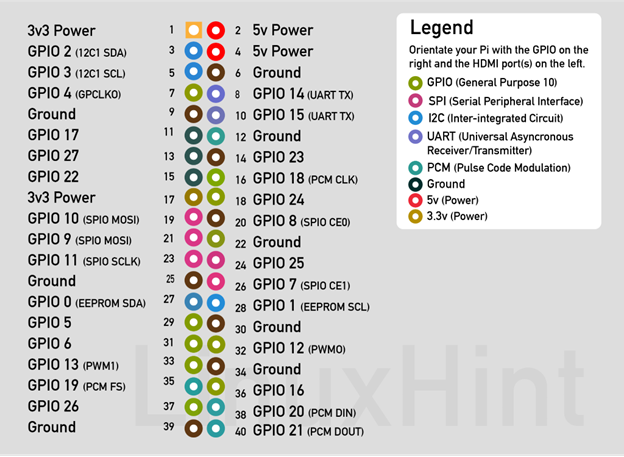 3v3 Power 1 2 5v Power
GPIO 2 (12C1 SDA) 3 4 5v Power
GPIO 3 (12C1 SCL) 5 6 Ground
GPIO 4 (GPCLKO) 7 8 GPIO 14 (UART TX)
Ground 9 10 GPIO 15 (UART TX)
GPIO 17 11 12 Ground
GPIO 27 13 14 GPIO 23
GPIO 22 15 16 GPIO 18 (PCM CLK)
3v3 Power 17 18 GPIO 24
GPIO 10 (SPIO MOSI) 19 20 GPIO 8 (SPIO CE0)
GPIO 9 (SPIO MOSI) 21 22 Ground
GPIO 11 (SPIO SCLK) 23 24 GPIO 25
Ground 25 26 GPIO 7 (SPIO CE1)
GPIO 0 (EEPROM SDA) 27 28 GPIO 1 (EEPROM SCL)
GPIO 5 29 30 Ground
GPIO 6 31 32 GPIO 12 (PWMO)
GPIO 13 (PWM1) 33 34 Ground
GPIO 19 (PCM FS) 35 36 GPIO 16
GPIO 26 37 38 GPIO 20 (PCM DIN)
Ground 39 40 GPIO 21 (PCM DOUT)
Legend
Orientate your Pi with the GPIO on the
right and the HDMI port(s) on the left.
GPIO (General Purpose 10)
SPI (Serial Peripheral Interface)
I2C (Inter-integrated Circuit)
UART (Universal Asyncronous
Receiver/Transmitter)
PCM (Pulse Code Modulation)
Ground
5v (Power)
3.3v (Power)
LinuxHint